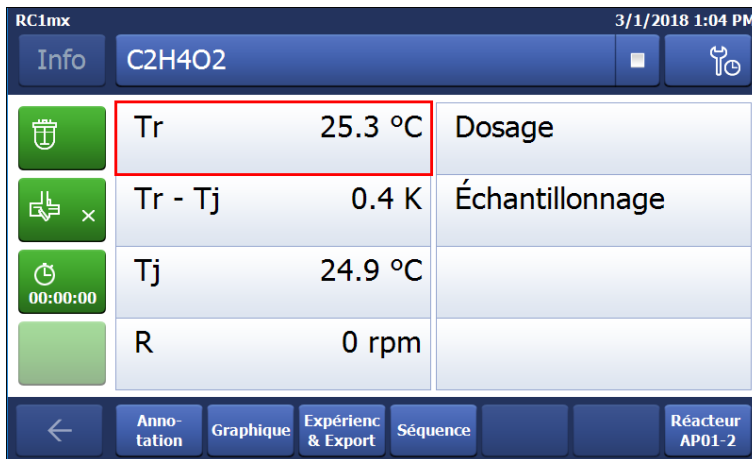 RC1mx 3/1/2018 1:04 PM
Info C2H4O2
Tr 25.3 °C Dosage
Tr - Tj 0.4 K Échantillonnage
Tj 24.9 °C
00:00:00
R 0 rpm
Anno-
tation
Graphique
Expérienc
& Export
Séquence
Réacteur
AP01-2